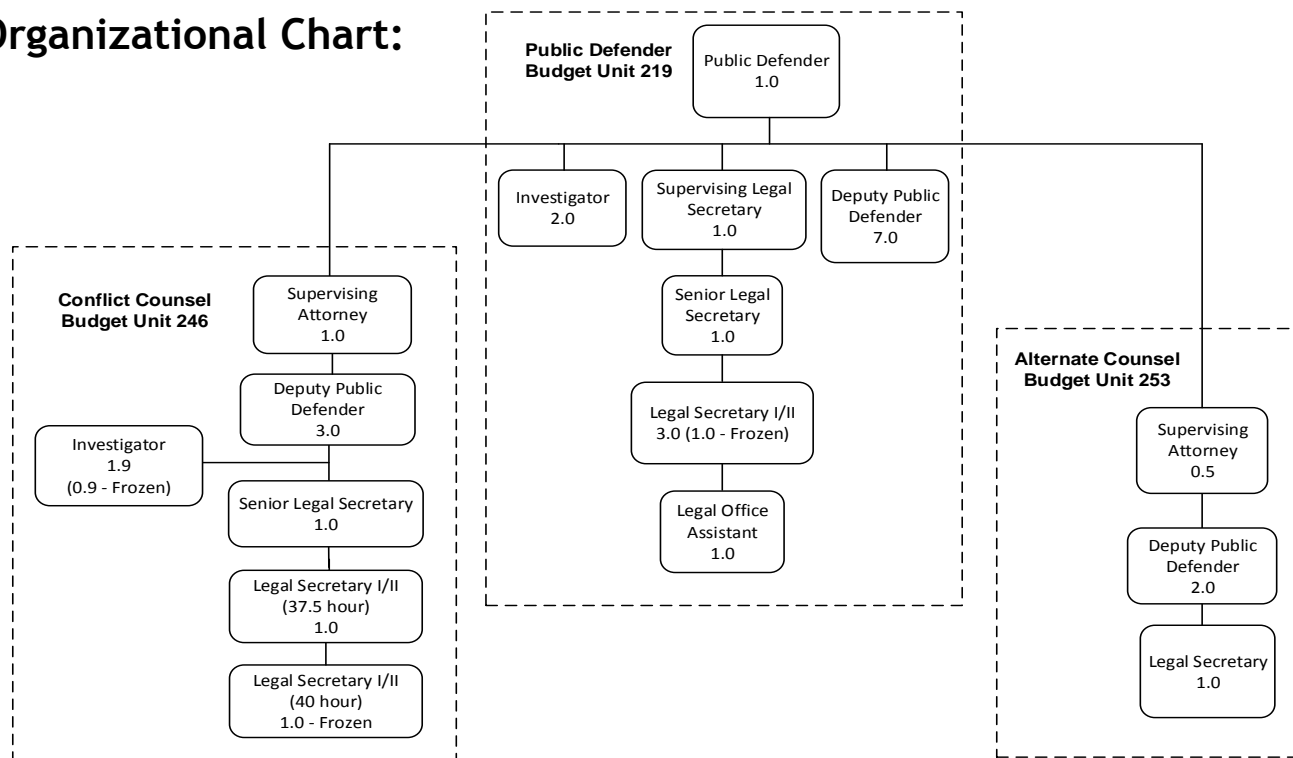 rganizational Chart:
Public Defender
Budget Unit 219
Public Defender
1.0
Investigator
2.0
Supervising Legal
Secretary
1.0
Deputy Public
Defender
7.0
Senior Legal
Secretary
1.0
Legal Secretary I/II
3.0 (1.0 - Frozen)
Legal Office
Assistant
1.0
Conflict Counsel
Budget Unit 246
Supervising
Attorney
1.0
Deputy Public
Defender
3.0
Investigator
1.9
(0.9 - Frozen)
Senior Legal Secretary
1.0
Legal Secretary I/II
(37.5 hour)
1.0
Legal Secretary I/II
(40 hour)
1.0 - Frozen
Alternate Counsel
Budget Unit 253
Supervising
Attorney
0.5
Deputy Public
Defender
2.0
Legal Secretary
1.0